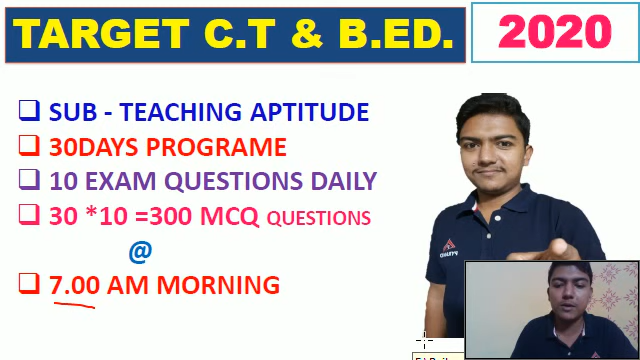 TARGET C.T & B.ED.
2020
SUB - TEACHING APTITUDE
30DAYS PROGRAME
10 EXAM QUESTIONS DAILY
30 *10 =300 MCQ QUESTIONS
@
7.00 AM MORNING